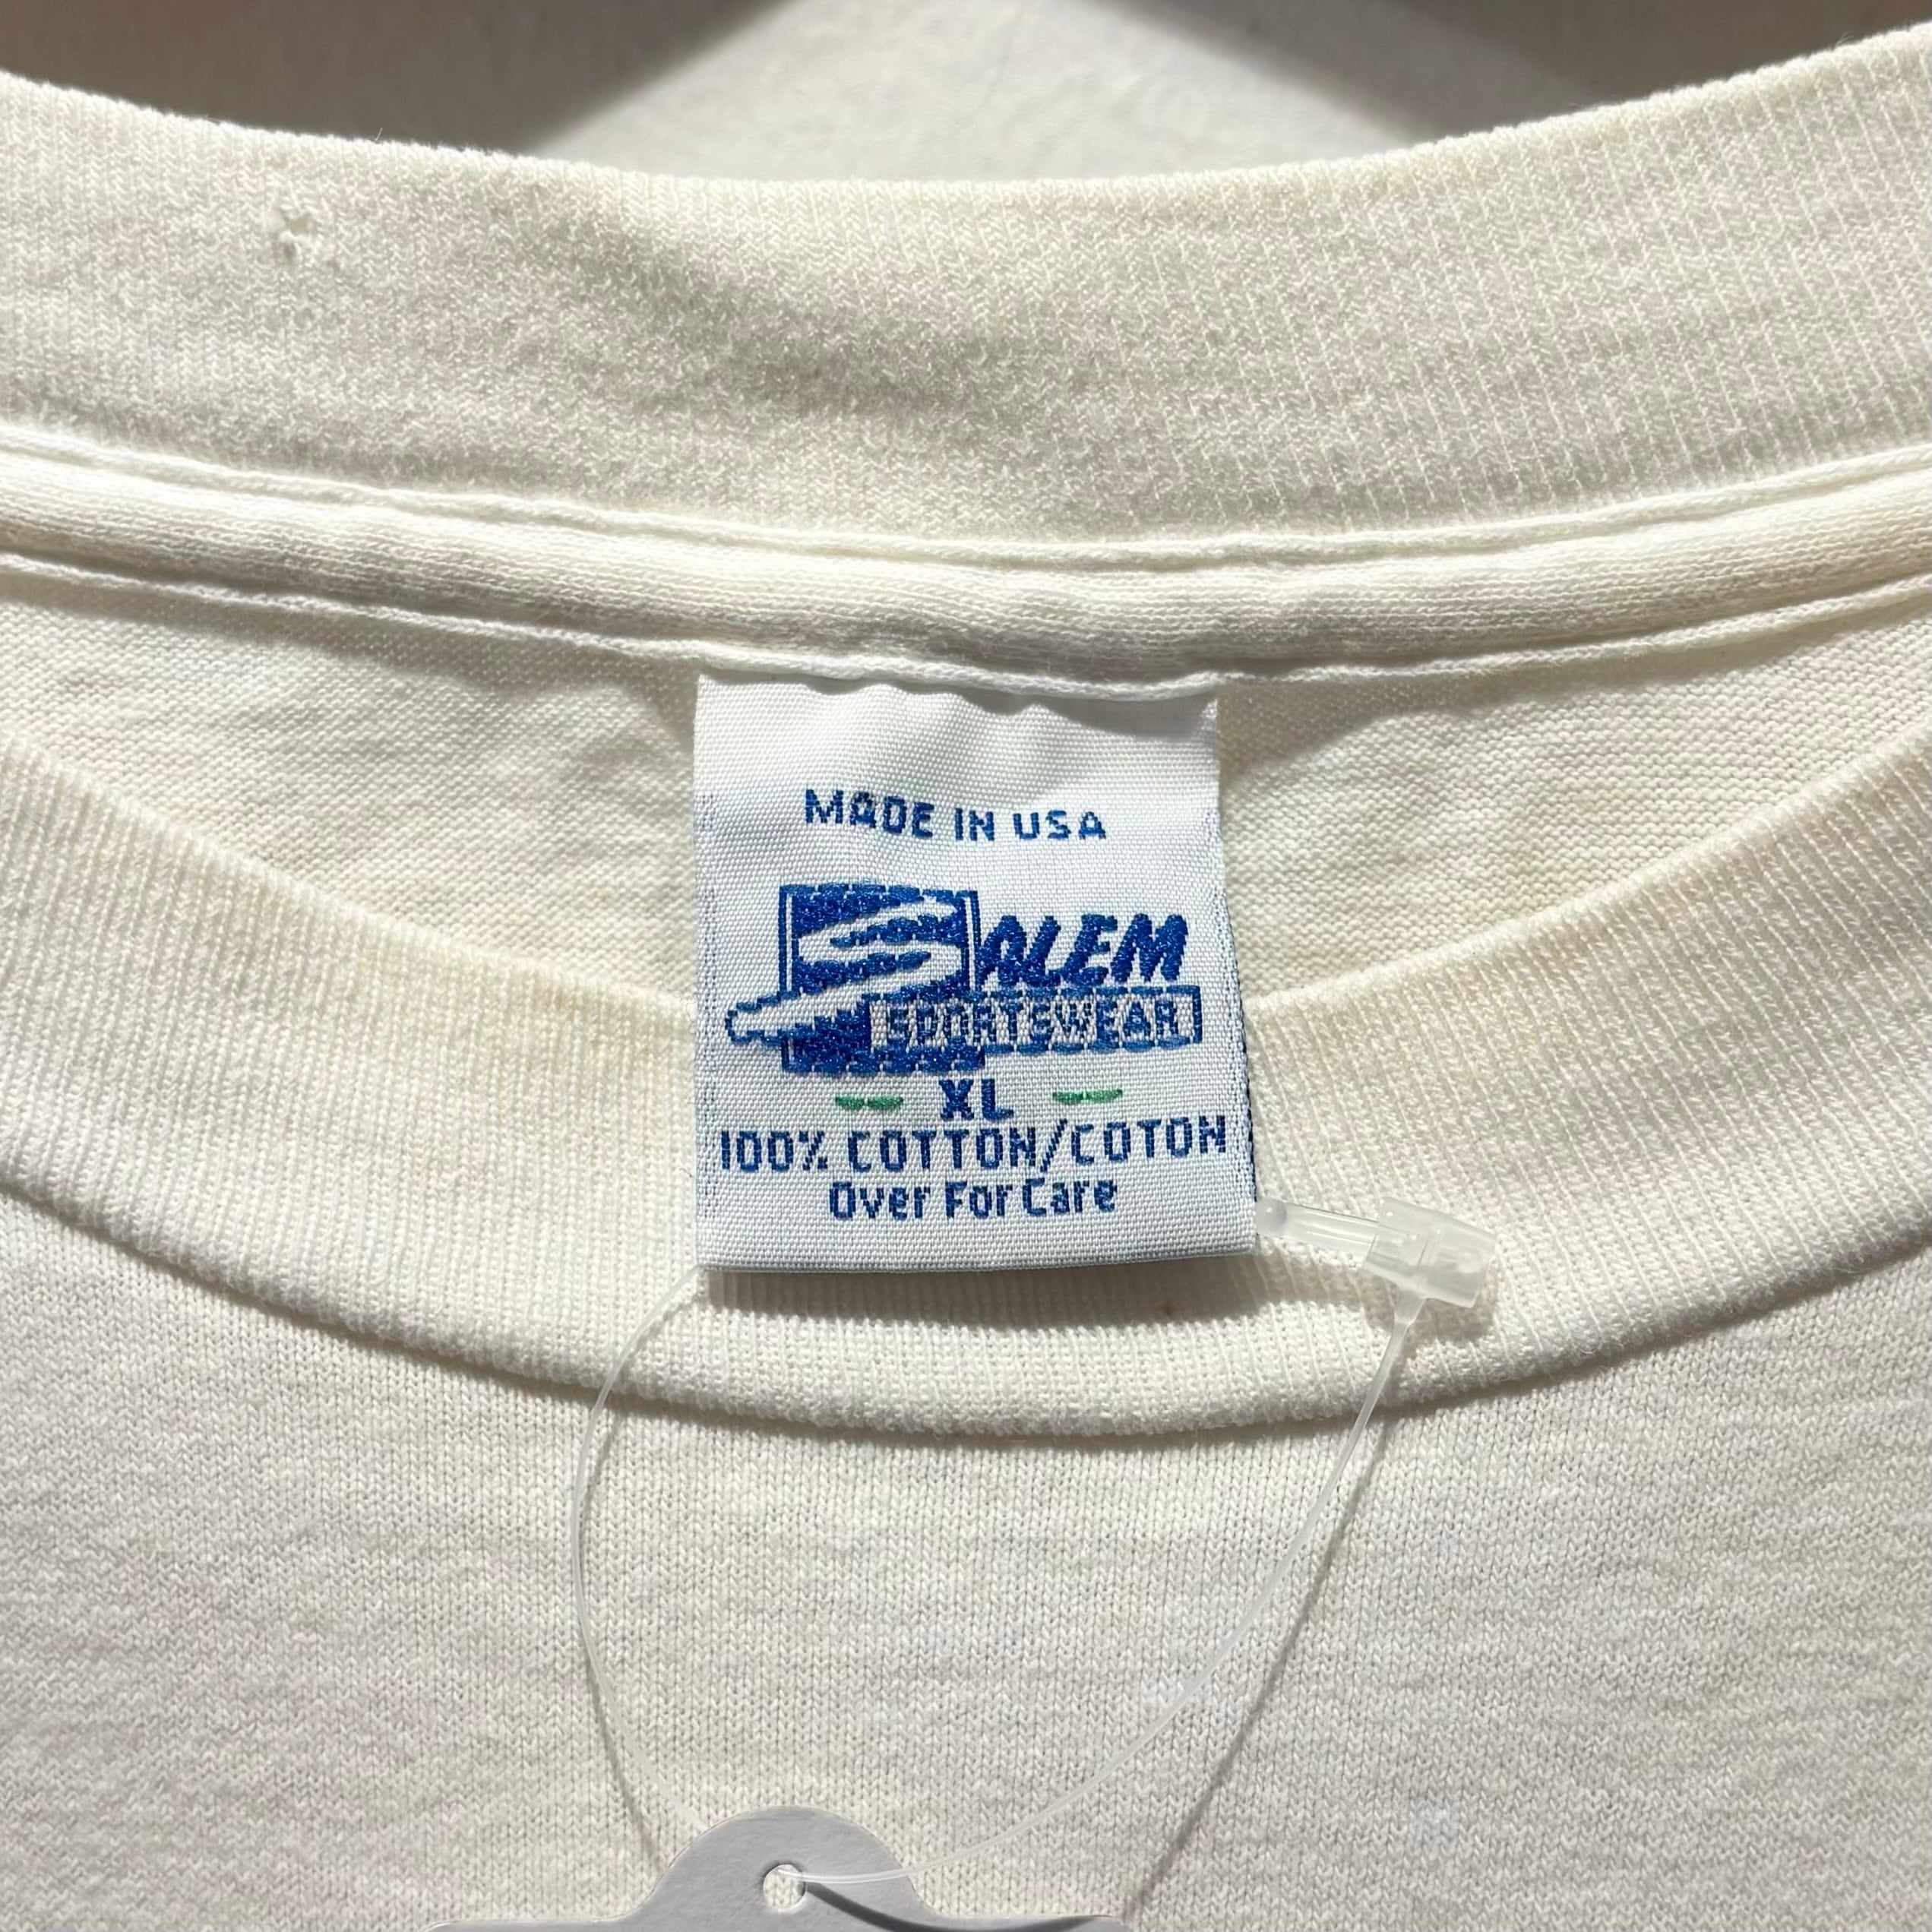 MADE IN USA
SALEM
SPORTSWEAR
XL
100% COTTON/COTON
Over For Care